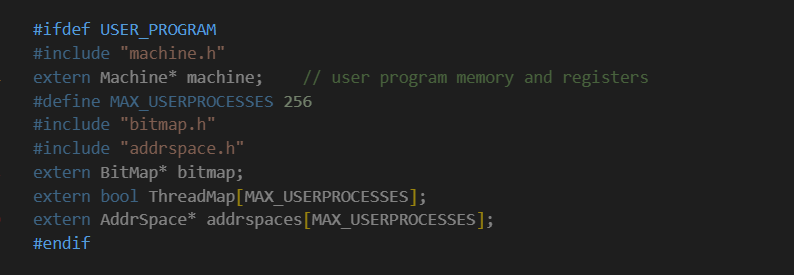 #ifdef USER_PROGRAM
#include "machine.h"
extern Machine* machine;    // user program memory and registers
#define MAX_USERPROCESSES 256
#include "bitmap.h"
#include "addrspace.h"
extern BitMap* bitmap;
extern bool ThreadMap[MAX_USERPROCESSES];
extern AddrSpace* addrspaces[MAX_USERPROCESSES];
#endif